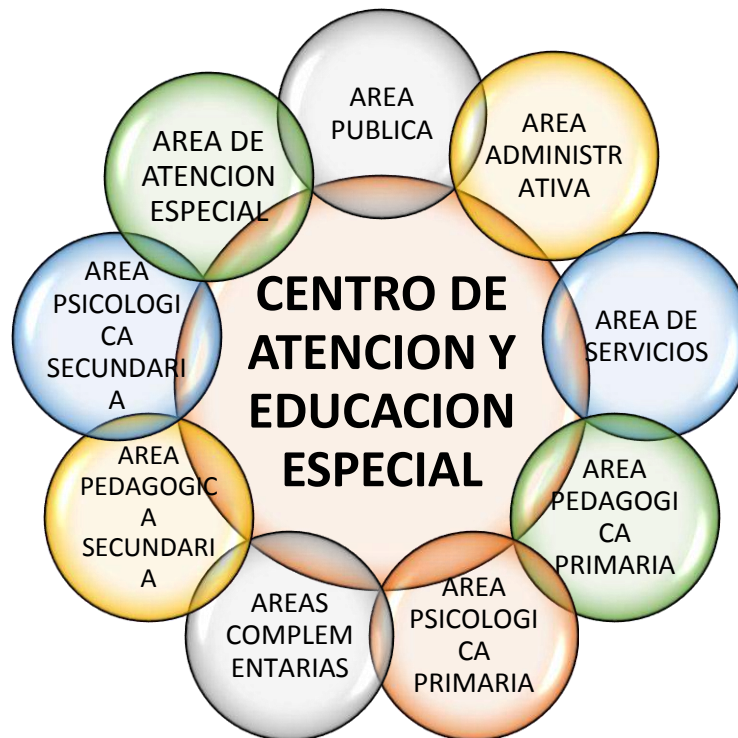 AREA
PUBLICA
AREA
ADMINISTR
ATIVA
AREA DE
SERVICIOS
AREA
PEDAGOGI
CA
PRIMARIA
AREA
PSICOLOGI
CA
PRIMARIA
AREAS
COMPLEM
ENTARIAS
AREA
PEDAGOGIC
A
SECUNDARI
A
AREA
PSICOLOGI
CA
SECUNDARI
A
AREA DE
ATENCION
ESPECIAL
CENTRO DE
ATENCION Y
EDUCACION
ESPECIAL